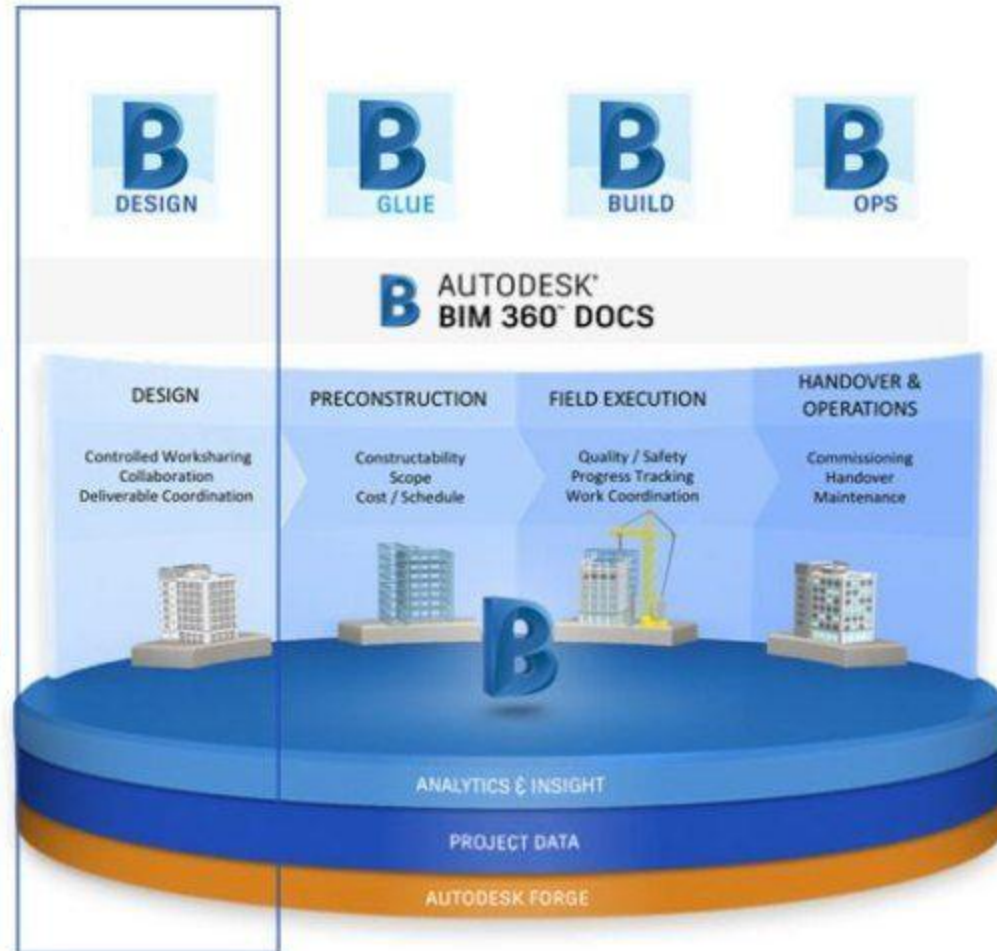 B
DESIGN
B
GLUE
B
BUILD
B
OPS
B AUTODESK®
BIM 360™ DOCS
DESIGN
Controlled Worksharing
Collaboration
Deliverable Coordination
PRECONSTRUCTION
Constructability
Scope
Cost / Schedule
FIELD EXECUTION
Quality / Safety
Progress Tracking
Work Coordination
HANDOVER &
OPERATIONS
Commissioning
Handover
Maintenance
B
ANALYTICS & INSIGHT
PROJECT DATA
AUTODESK FORGE